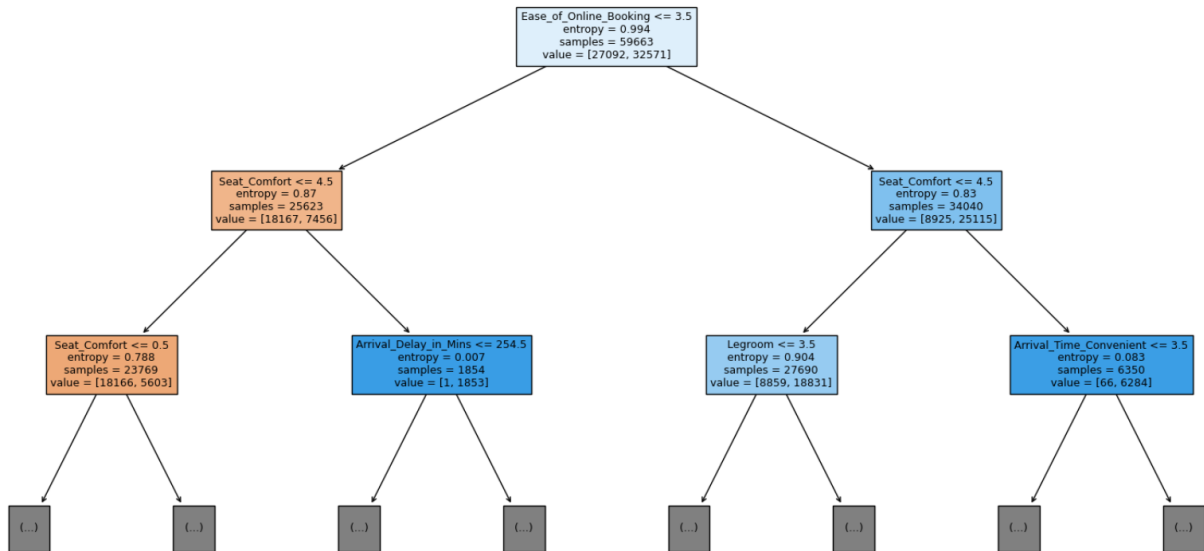 Ease_of_Online_Booking <= 3.5
entropy = 0.994
samples = 59663
value = [27092, 32571]
Seat_Comfort <= 4.5
entropy = 0.87
samples = 25623
value = [18167, 7456]
Seat_Comfort <= 4.5
entropy = 0.83
samples = 34040
value = [8925, 25115]
Seat_Comfort <= 0.5
entropy = 0.788
samples = 23769
value = [18166, 5603]
Arrival_Delay_in_Mins <= 254.5
entropy = 0.007
samples = 1854
value = [1, 1853]
Legroom <= 3.5
entropy = 0.904
samples = 27690
value = [8859, 18831]
Arrival_Time_Convenient <= 3.5
entropy = 0.083
samples = 6350
value = [66, 6284]
(...)
(...)
(...)
(...)
(...)
(...)
(...)
(...)